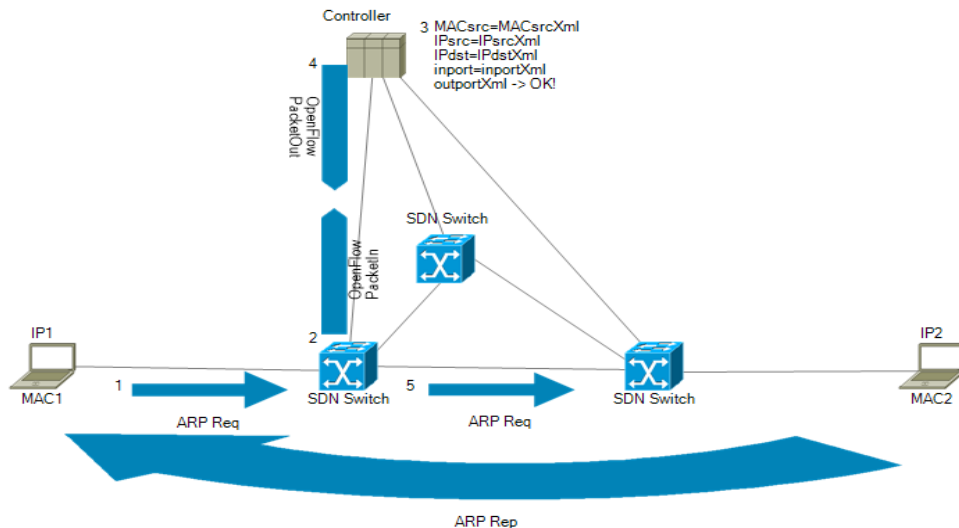 Controller
3 MACsrc=MACsrcXml
IPsrc=IPsrcXml
IPdst=IPdstXml
inport=inportXml
outportXml -> OK!
4
OpenFlow
PacketOut
SDN Switch
OpenFlow
PacketIn
2
IP1
MAC1
1
ARP Req
SDN Switch
5
ARP Req
SDN Switch
IP2
MAC2
ARP Rep